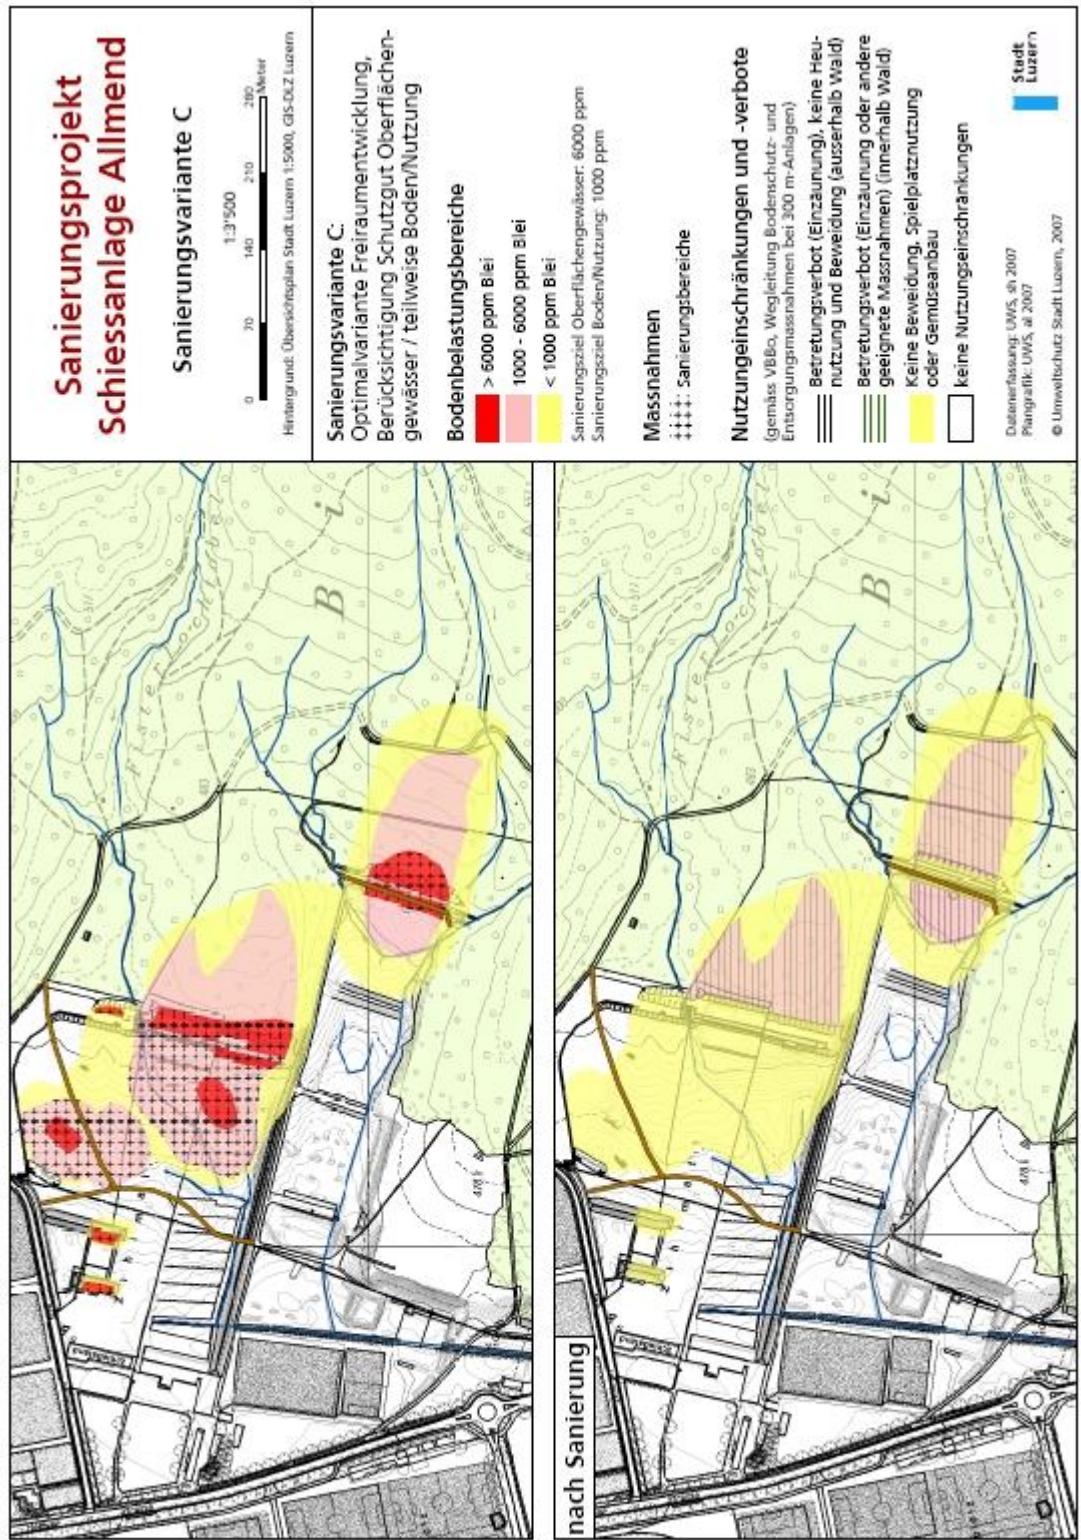 Sanierungsprojekt
Schiessanlage Allmend
Sanierungsvariante C
1:3'500
0 70 140 210 280 Meter
Hintergrund: Übersichtsplan Stadt Luzern 1:5000, GIS-DLZ Luzern
Sanierungsvariante C:
Optimalvariante Freiraumentwicklung,
Berücksichtigung Schutzgut Oberflächen-
gewässer / teilweise Boden/Nutzung
Bodenbelastungsbereiche
> 6000 ppm Blei
1000 - 6000 ppm Blei
< 1000 ppm Blei
Sanierungsziel Oberflächengewässer: 6000 ppm
Sanierungsziel Boden/Nutzung: 1000 ppm
Massnahmen
Sanierungsbereiche
Nutzungeinschränkungen und -verbote
(gemäss VBBo, Wegleitung Bodenschutz- und
Entsorgungsmassnahmen bei 300 m-Anlagen)
Betretungsverbot (Einzäunung), keine Heu-
nutzung und Beweidung (ausserhalb Wald)
Betretungsverbot (Einzäunung oder andere
geeignete Massnahmen) (innerhalb Wald)
Keine Beweidung, Spielplatznutzung
oder Gemüseanbau
keine Nutzungseinschränkungen
Datenerfassung: UWS, sh 2007
Plangrafik: UWS, al 2007
© Umweltschutz Stadt Luzern, 2007
Stadt
Luzern
B i
nach Sanierung
B i